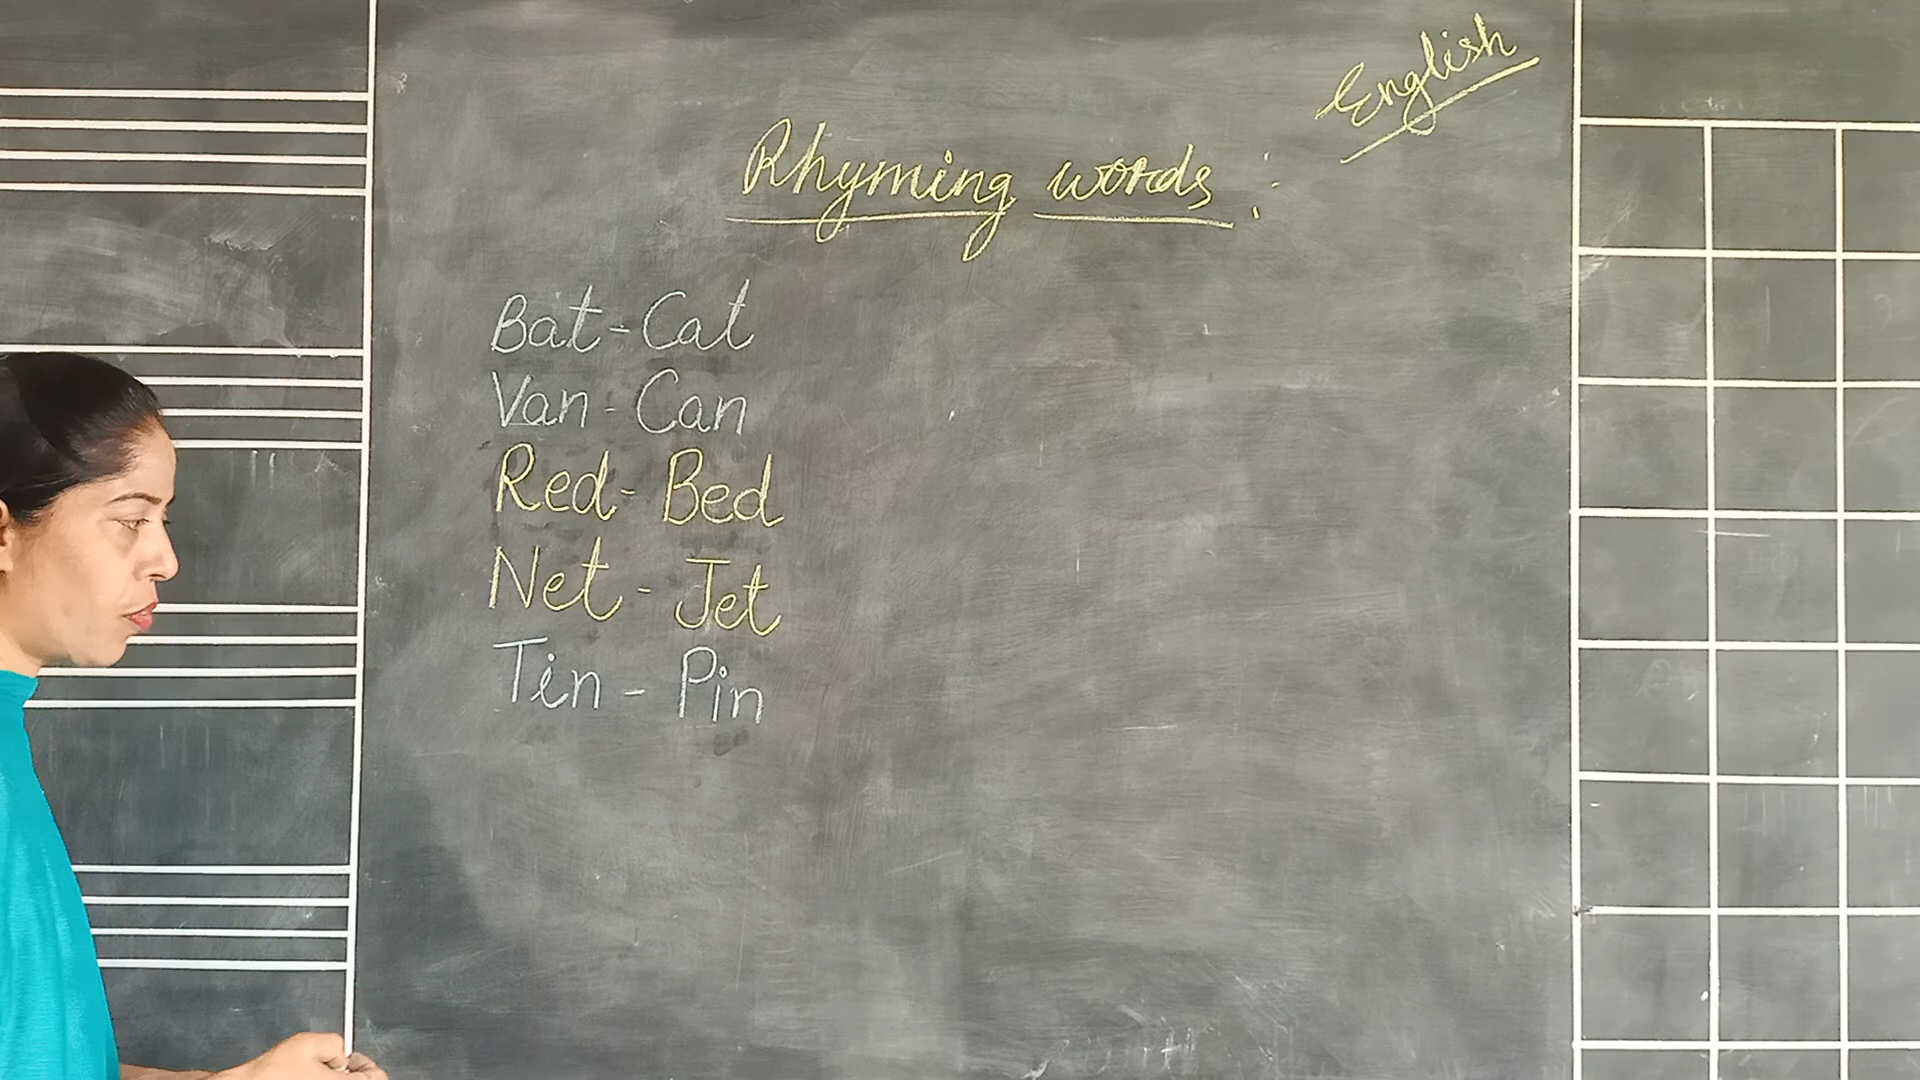 English
Rhyming words :
Bat - Cat
Van - Can
Red - Bed
Net - Jet
Tin - Pin